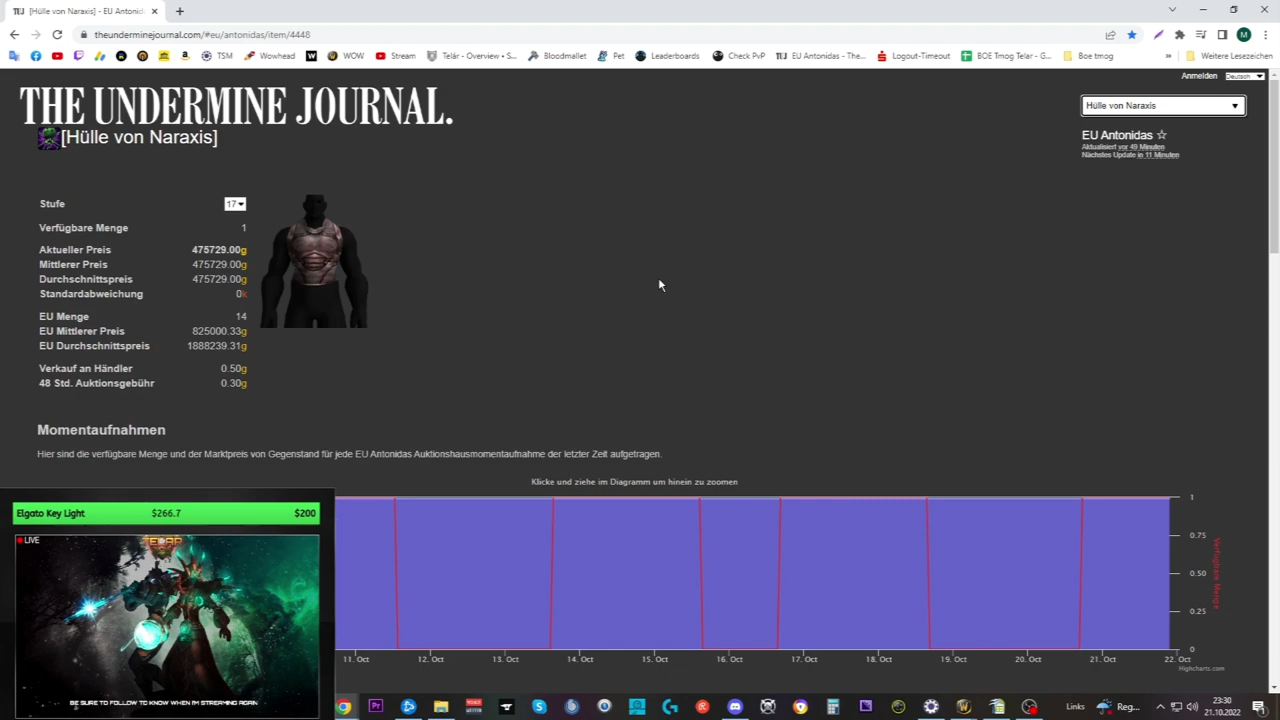 [Hülle von Naraxis] - EU Antonid
theunderminejournal.com/#eu/antonidas/item/4448
TSM Wowhead WOW Stream Telár - Overview • S... Bloodmallet Pet Leaderboards Check PvP EU Antonidas - The... Logout-Timeout BOE Tmog Telar - G... Boe tmog » Weitere Lesezeichen
Anmelden Deutsch
THE UNDERMINE JOURNAL.
Hülle von Naraxis
[Hülle von Naraxis]
EU Antonidas ☆
Aktualisiert vor 49 Minuten
Nächstes Update in 11 Minuten
Stufe 17
Verfügbare Menge 1
Aktueller Preis 475729.00g
Mittlerer Preis 475729.00g
Durchschnittspreis 475729.00g
Standardabweichung 0k
EU Menge 14
EU Mittlerer Preis 825000.33g
EU Durchschnittspreis 1888239.31g
Verkauf an Händler 0.50g
48 Std. Auktionsgebühr 0.30g
Momentaufnahmen
Hier sind die verfügbare Menge und der Marktpreis von Gegenstand für jede EU Antonidas Auktionshausmomentaufnahme der letzter Zeit aufgetragen.
Klicke und ziehe im Diagramm um hinein zu zoomen
1
0.75
0.50
0.25
0
Verfügbare Menge
Elgato Key Light $266.7 $200
LIVE
TELAR
BE SURE TO FOLLOW TO KNOW WHEN I'M STREAMING AGAIN
11. Oct 12. Oct 13. Oct 14. Oct 15. Oct 16. Oct 17. Oct 18. Oct 19. Oct 20. Oct 21. Oct 22. Oct
Highcharts.com
Links Reg...
23:30
21.10.2022